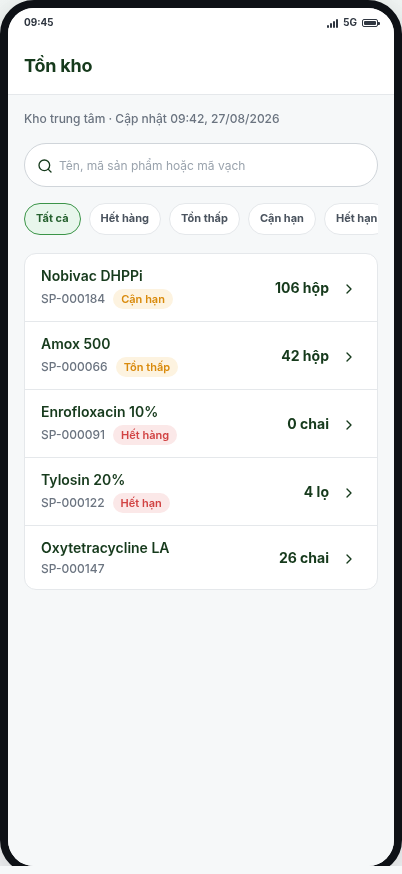 09:45 5G
Tồn kho
Kho trung tâm · Cập nhật 09:42, 27/08/2026
Tên, mã sản phẩm hoặc mã vạch
Tất cả Hết hàng Tồn thấp Cận hạn Hết hạn
Nobivac DHPPi
SP-000184 Cận hạn
106 hộp
Amox 500
SP-000066 Tồn thấp
42 hộp
Enrofloxacin 10%
SP-000091 Hết hàng
0 chai
Tylosin 20%
SP-000122 Hết hạn
4 lọ
Oxytetracycline LA
SP-000147
26 chai